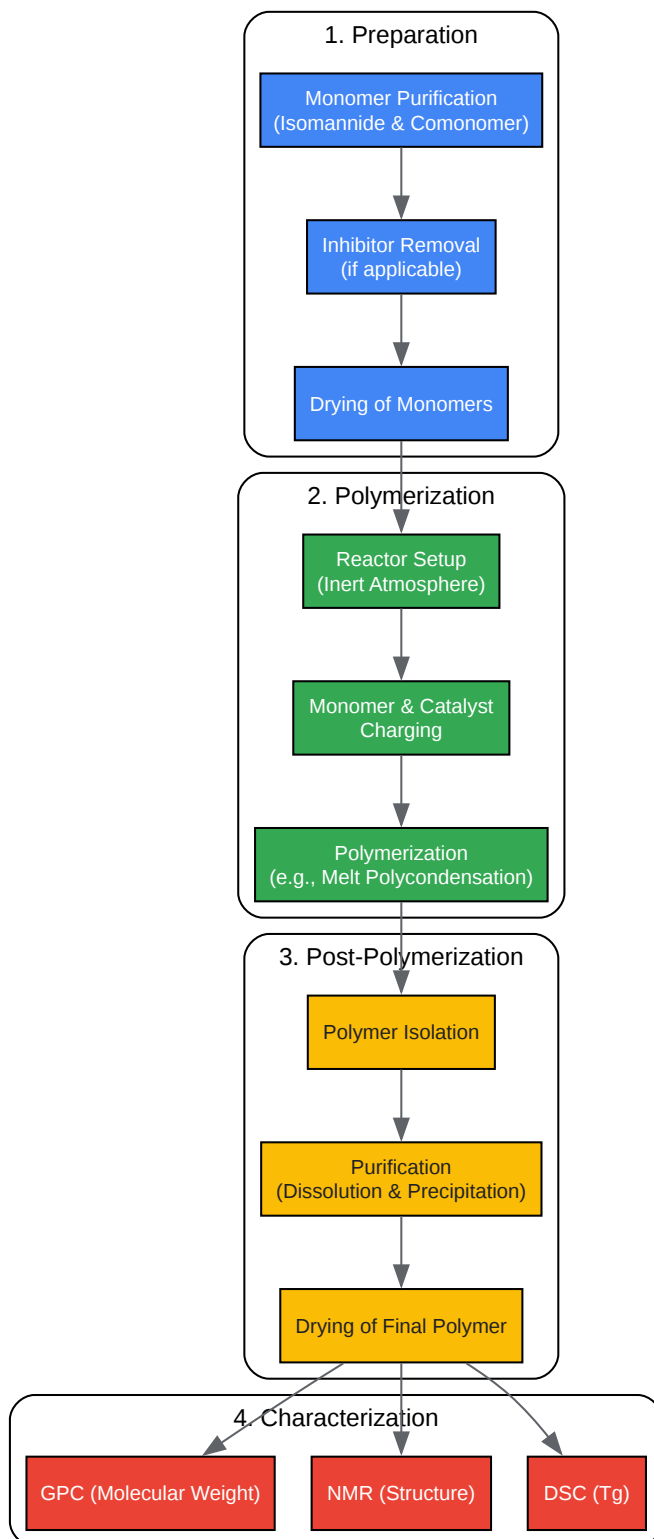 1. Preparation
Monomer Purification
(Isomannide & Comonomer)
Inhibitor Removal
(if applicable)
Drying of Monomers
2. Polymerization
Reactor Setup
(Inert Atmosphere)
Monomer & Catalyst
Charging
Polymerization
(e.g., Melt Polycondensation)
3. Post-Polymerization
Polymer Isolation
Purification
(Dissolution & Precipitation)
Drying of Final Polymer
4. Characterization
GPC (Molecular Weight)
NMR (Structure)
DSC (Tg)